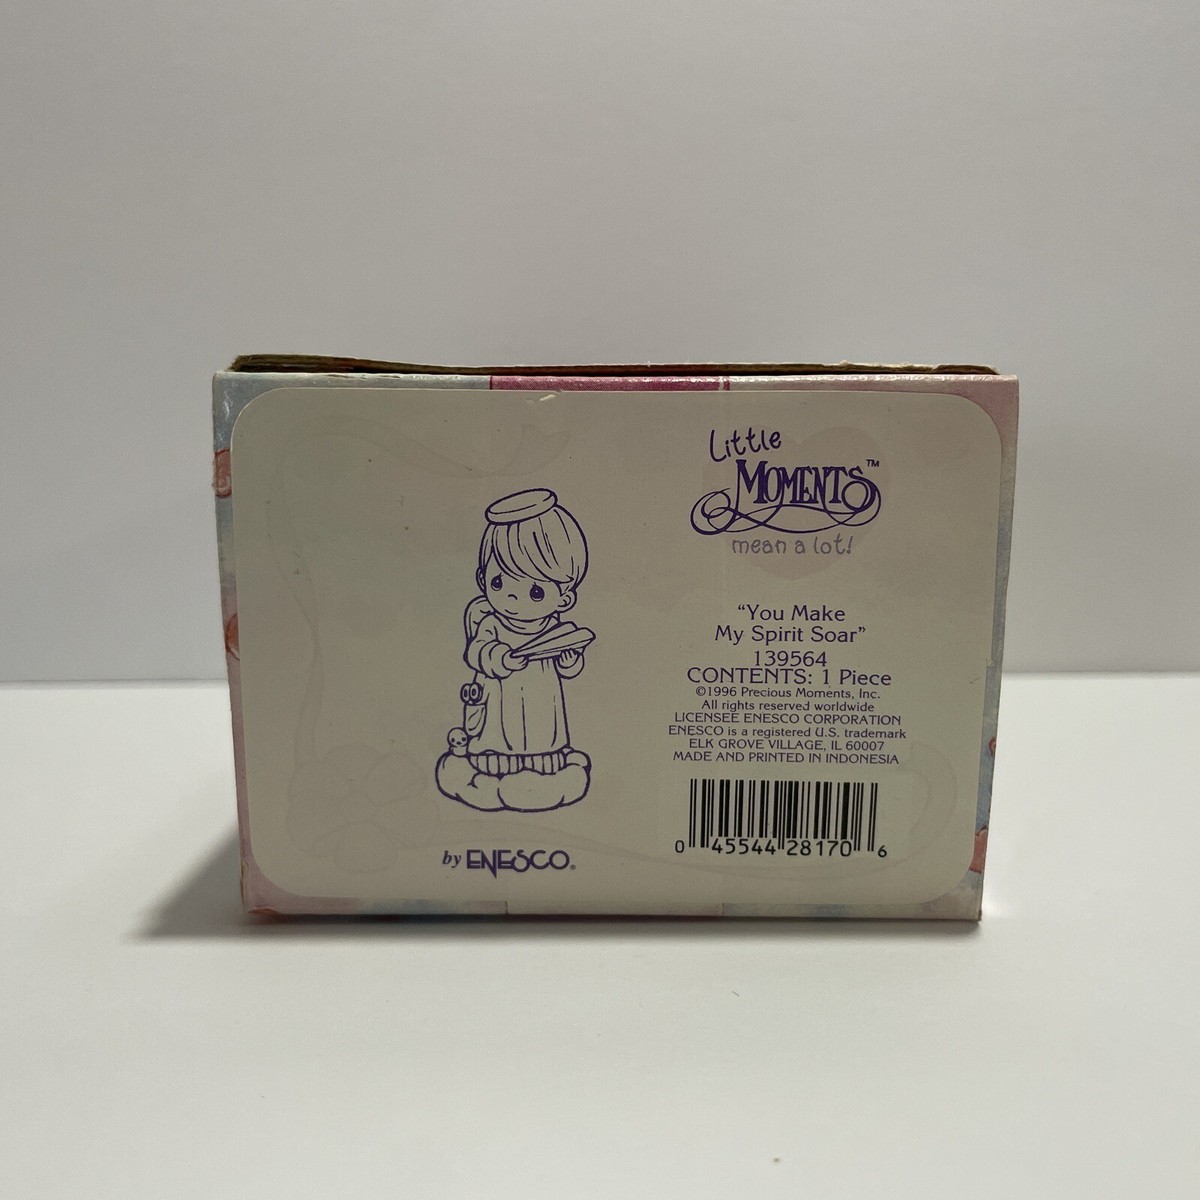 Little
MOMENTS™
mean a lot!
“You Make
My Spirit Soar”
139564
CONTENTS: 1 Piece
©1996 Precious Moments, Inc.
All rights reserved worldwide
LICENSEE ENESCO CORPORATION
ENESCO is a registered U.S. trademark
ELK GROVE VILLAGE, IL 60007
MADE AND PRINTED IN INDONESIA
0 45544 28170 6
by ENESCO®